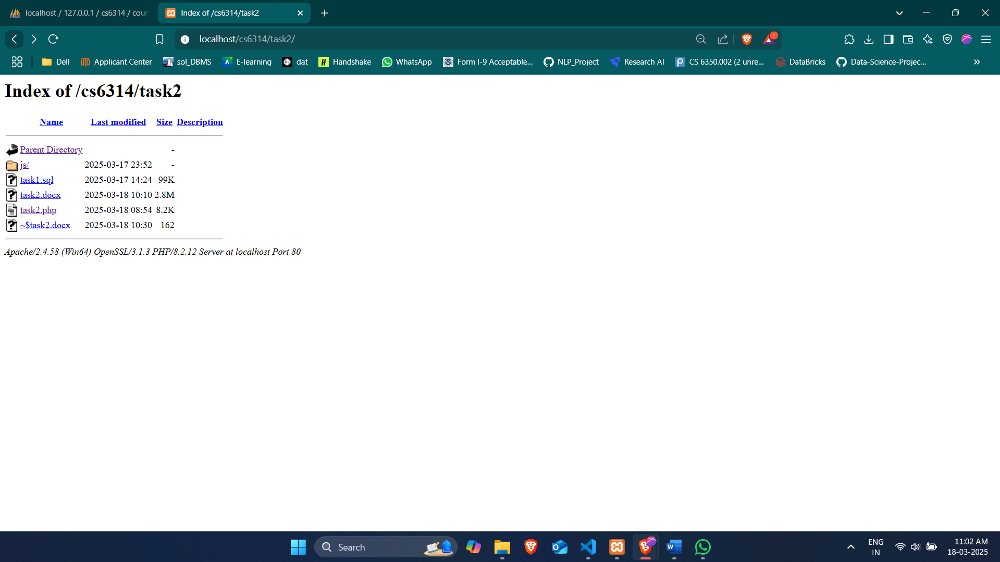 localhost / 127.0.0.1 / cs6314 / cour
Index of /cs6314/task2
localhost/cs6314/task2/
1
Dell
Applicant Center
sol_DBMS
E-learning
dat
Handshake
WhatsApp
Form I-9 Acceptable...
NLP_Project
Research AI
CS 6350.002 (2 unre...
DataBricks
Data-Science-Projec...
Index of /cs6314/task2
Name Last modified Size Description
Parent Directory -
js/ 2025-03-17 23:52 -
task1.sql 2025-03-17 14:24 99K
task2.docx 2025-03-18 10:10 2.8M
task2.php 2025-03-18 08:54 8.2K
~$task2.docx 2025-03-18 10:30 162
Apache/2.4.58 (Win64) OpenSSL/3.1.3 PHP/8.2.12 Server at localhost Port 80
Search
ENG
IN
11:02 AM
18-03-2025